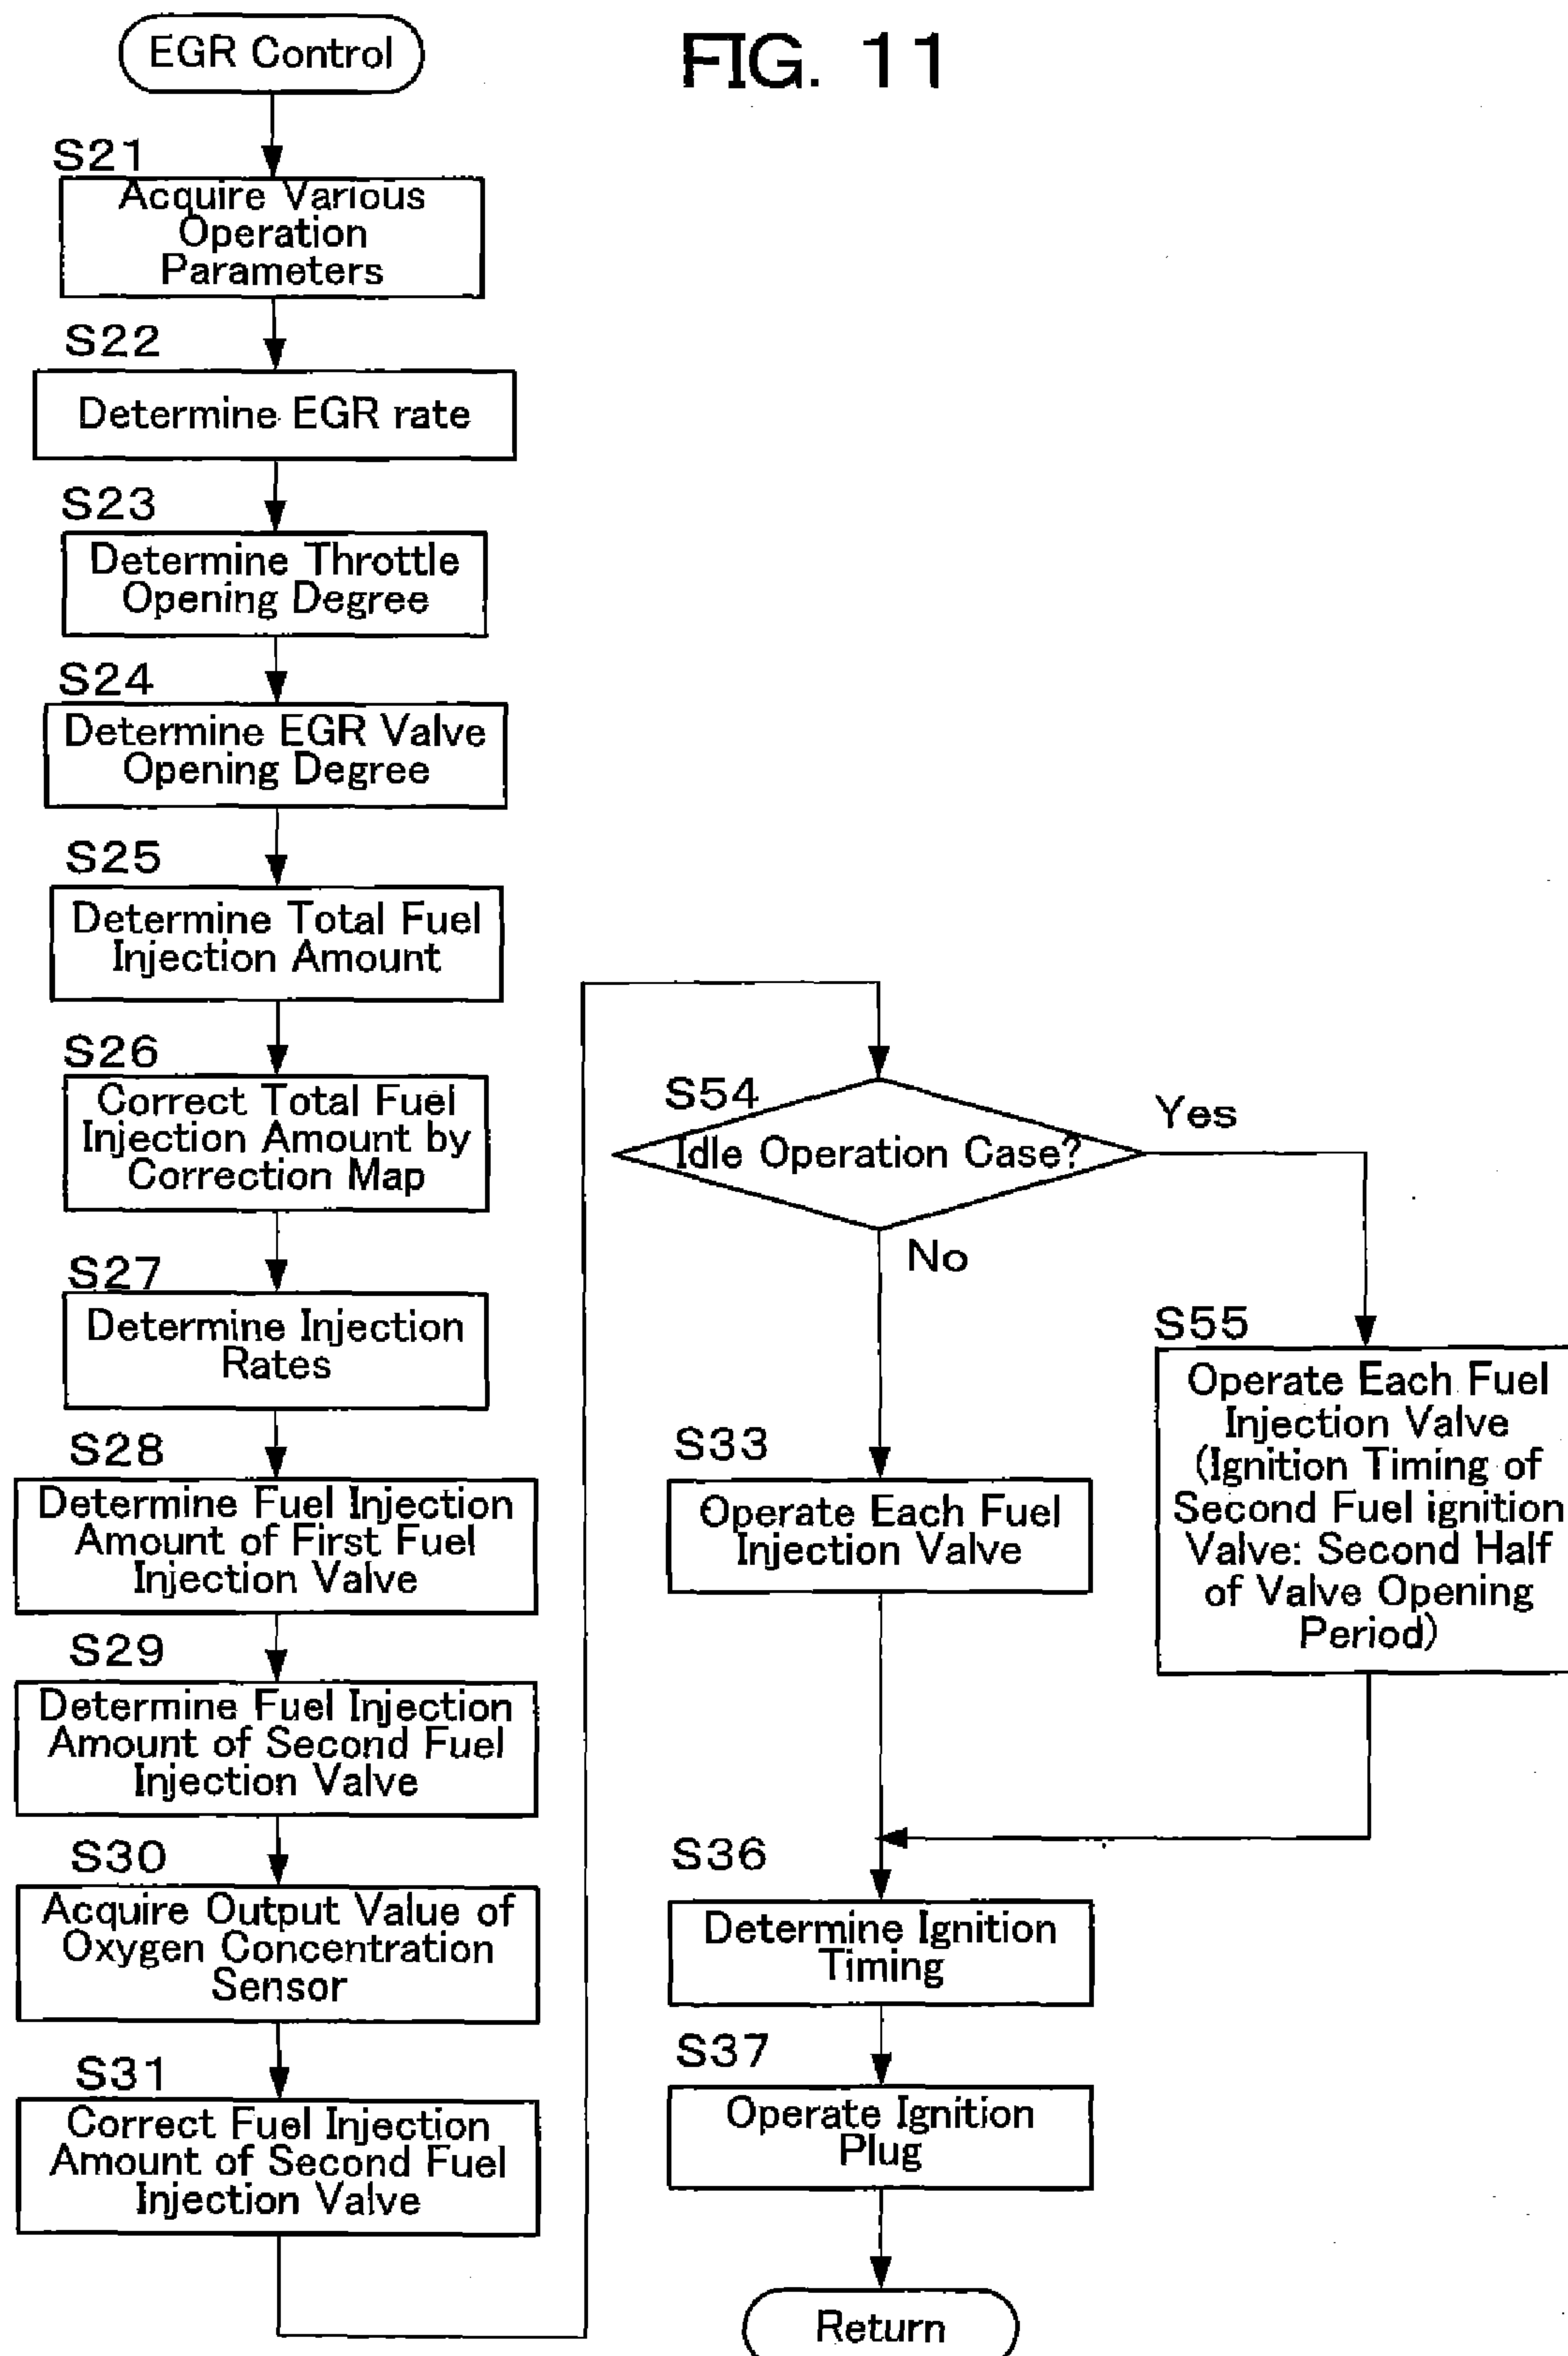 FIG. 11
EGR Control
S21
Acquire Various
Operation
Parameters
S22
Determine EGR rate
S23
Determine Throttle
Opening Degree
S24
Determine EGR Valve
Opening Degree
S25
Determine Total Fuel
Injection Amount
S26
Correct Total Fuel
Injection Amount by
Correction Map
S27
Determine Injection
Rates
S28
Determine Fuel Injection
Amount of First Fuel
Injection Valve
S29
Determine Fuel Injection
Amount of Second Fuel
Injection Valve
S30
Acquire Output Value of
Oxygen Concentration
Sensor
S31
Correct Fuel Injection
Amount of Second Fuel
Injection Valve
S54
Idle Operation Case?
Yes
No
S55
Operate Each Fuel
Injection Valve
(Ignition Timing of
Second Fuel ignition
Valve: Second Half
of Valve Opening
Period)
S33
Operate Each Fuel
Injection Valve
S36
Determine Ignition
Timing
S37
Operate Ignition
Plug
Return